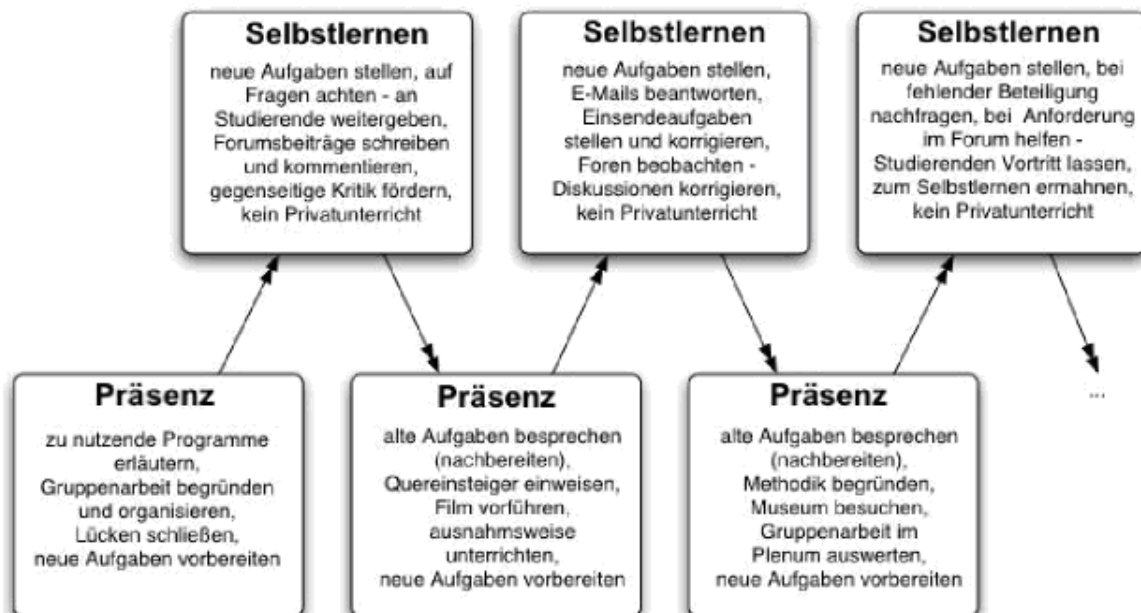 Selbstlernen
neue Aufgaben stellen, auf
Fragen achten - an
Studierende weitergeben,
Forumsbeiträge schreiben
und kommentieren,
gegenseitige Kritik fördern,
kein Privatunterricht
Selbstlernen
neue Aufgaben stellen,
E-Mails beantworten,
Einsendeaufgaben
stellen und korrigieren,
Foren beobachten -
Diskussionen korrigieren,
kein Privatunterricht
Selbstlernen
neue Aufgaben stellen, bei
fehlender Beteiligung
nachfragen, bei Anforderung
im Forum helfen -
Studierenden Vortritt lassen,
zum Selbstlernen ermahnen,
kein Privatunterricht
Präsenz
zu nutzende Programme
erläutern,
Gruppenarbeit begründen
und organisieren,
Lücken schließen,
neue Aufgaben vorbereiten
Präsenz
alte Aufgaben besprechen
(nachbereiten),
Quereinsteiger einweisen,
Film vorführen,
ausnahmsweise
unterrichten,
neue Aufgaben vorbereiten
Präsenz
alte Aufgaben besprechen
(nachbereiten),
Methodik begründen,
Museum besuchen,
Gruppenarbeit im
Plenum auswerten,
neue Aufgaben vorbereiten
...